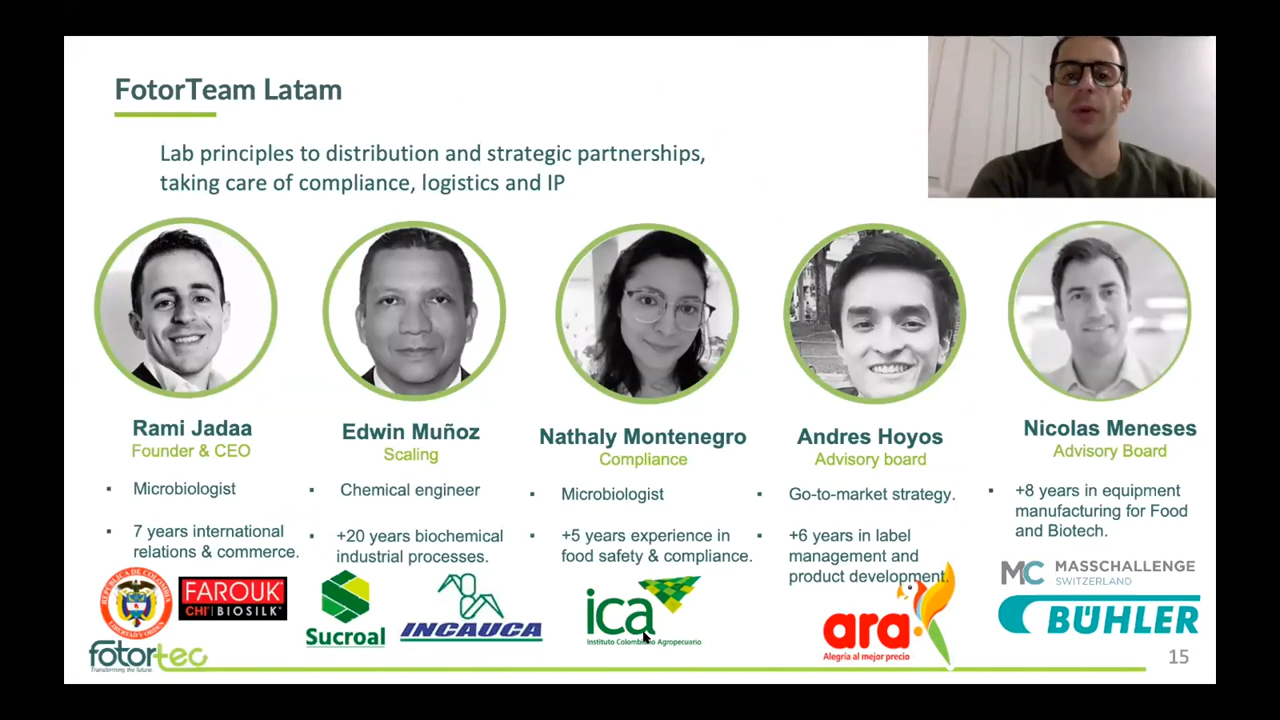 FotorTeam Latam
Lab principles to distribution and strategic partnerships,
taking care of compliance, logistics and IP
Rami Jadaa
Founder & CEO
▪ Microbiologist
▪ 7 years international
relations & commerce.
Edwin Muñoz
Scaling
▪ Chemical engineer
▪ +20 years biochemical
industrial processes.
Nathaly Montenegro
Compliance
▪ Microbiologist
▪ +5 years experience in
food safety & compliance.
Andres Hoyos
Advisory board
▪ Go-to-market strategy.
▪ +6 years in label
management and
product development.
Nicolas Meneses
Advisory Board
▪ +8 years in equipment
manufacturing for Food
and Biotech.
REPUBLICA DE COLOMBIA
LIBERTAD Y ORDEN
FAROUK
CHI BIOSILK
Sucroal
INCAUCA
ica
Instituto Colombiano Agropecuario
ara
Alegría al mejor precio
MC MASSCHALLENGE
SWITZERLAND
BÜHLER
fotortec
Transforming the future
15